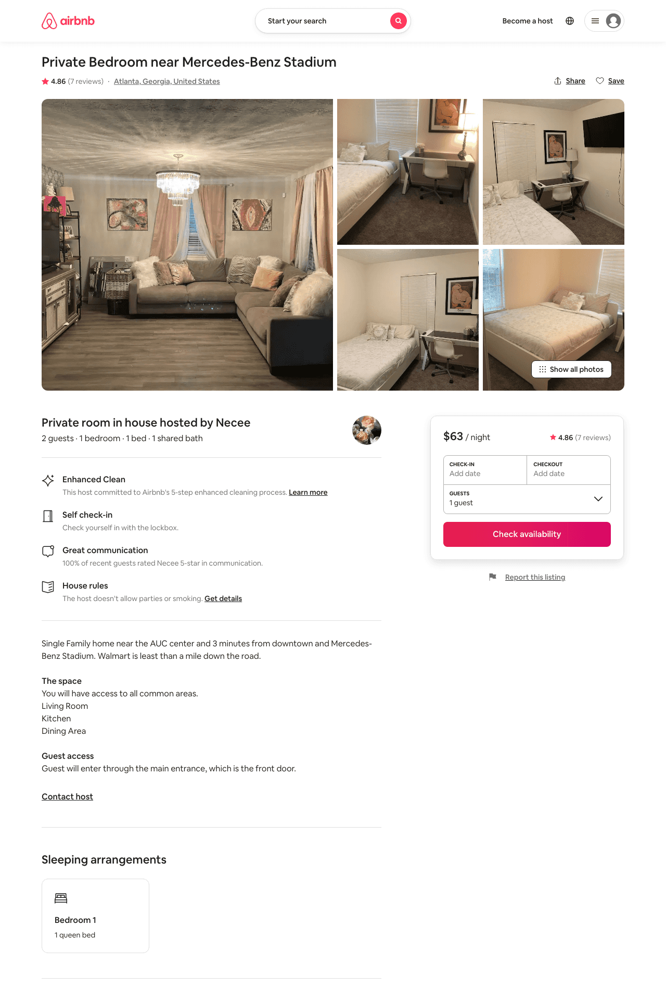 airbnb
Start your search
Become a host
Private Bedroom near Mercedes-Benz Stadium
4.86 (7 reviews) · Atlanta, Georgia, United States
Share
Save
Show all photos
Private room in house hosted by Necee
2 guests · 1 bedroom · 1 bed · 1 shared bath
Enhanced Clean
This host committed to Airbnb's 5-step enhanced cleaning process. Learn more
Self check-in
Check yourself in with the lockbox.
Great communication
100% of recent guests rated Necee 5-star in communication.
House rules
The host doesn't allow parties or smoking. Get details
Single Family home near the AUC center and 3 minutes from downtown and Mercedes-
Benz Stadium. Walmart is least than a mile down the road.
The space
You will have access to all common areas.
Living Room
Kitchen
Dining Area
Guest access
Guest will enter through the main entrance, which is the front door.
Contact host
Sleeping arrangements
Bedroom 1
1 queen bed
$63 / night
4.86 (7 reviews)
CHECK-IN
Add date
CHECKOUT
Add date
GUESTS
1 guest
Check availability
Report this listing